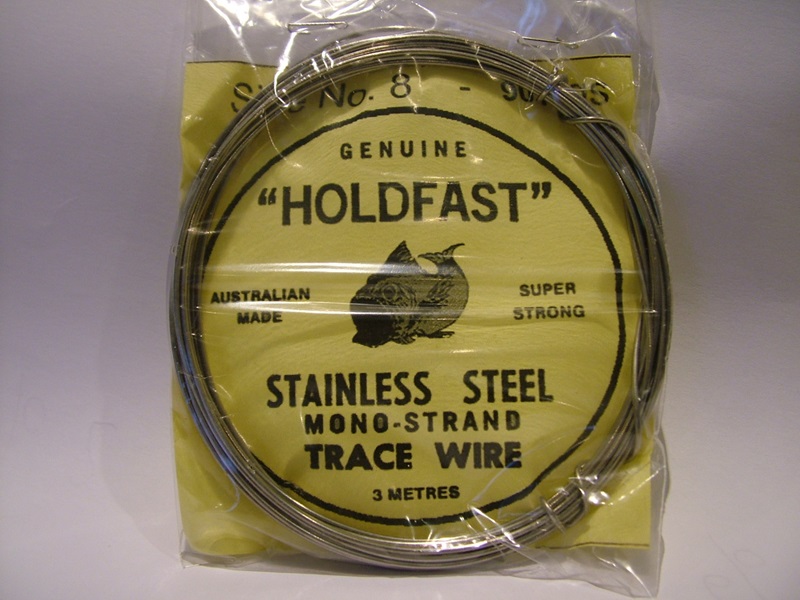 Size No. 8 -
GENUINE
"HOLDFAST"
AUSTRALIAN
MADE
SUPER
STRONG
STAINLESS STEEL
MONO-STRAND
TRACE WIRE
3 METRES